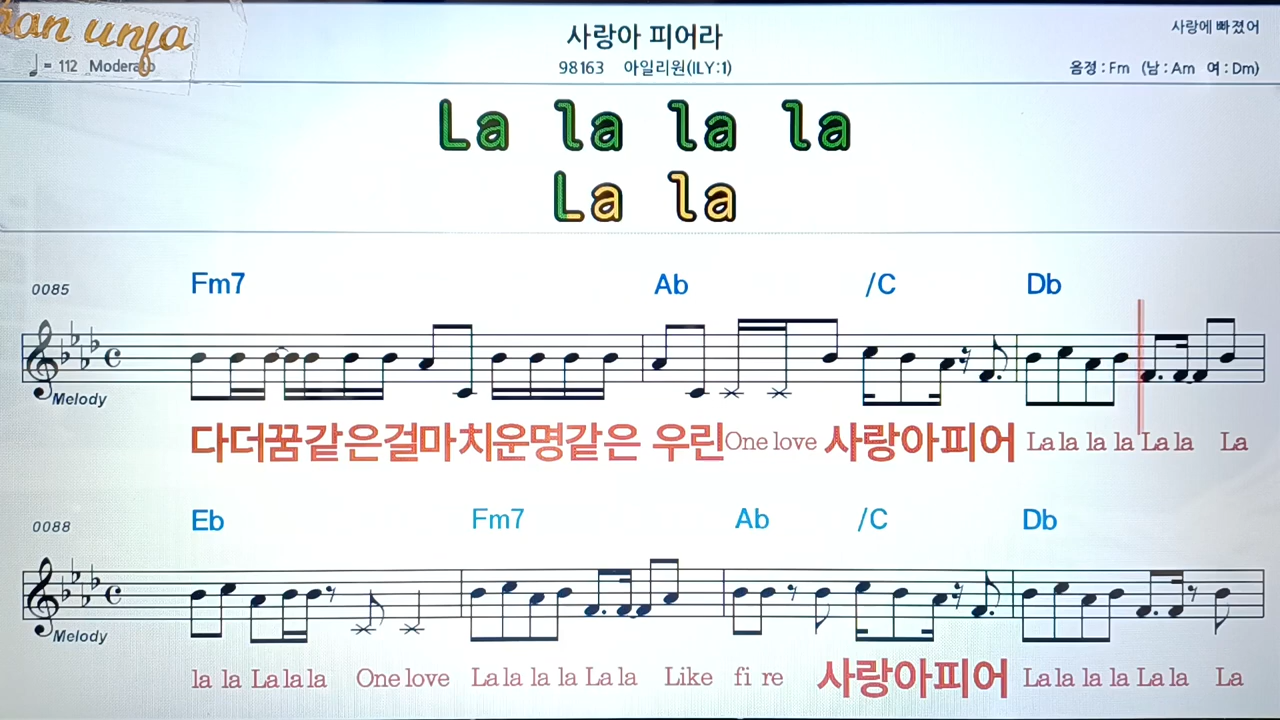 사랑아 피어라
사랑에 빠졌어
♩= 112 Moderato
98163 아일리원(ILY:1)
음정 : Fm (남 : Am 여 : Dm)
La la la la
La la
0085 Fm7 Ab /C Db
Melody
다더꿈같은걸마치운명같은 우린One love 사랑아피어 La la la la La la La
0088 Eb Fm7 Ab /C Db
Melody
la la La la la One love La la la la La la Like fi re 사랑아피어 La la la la La la La